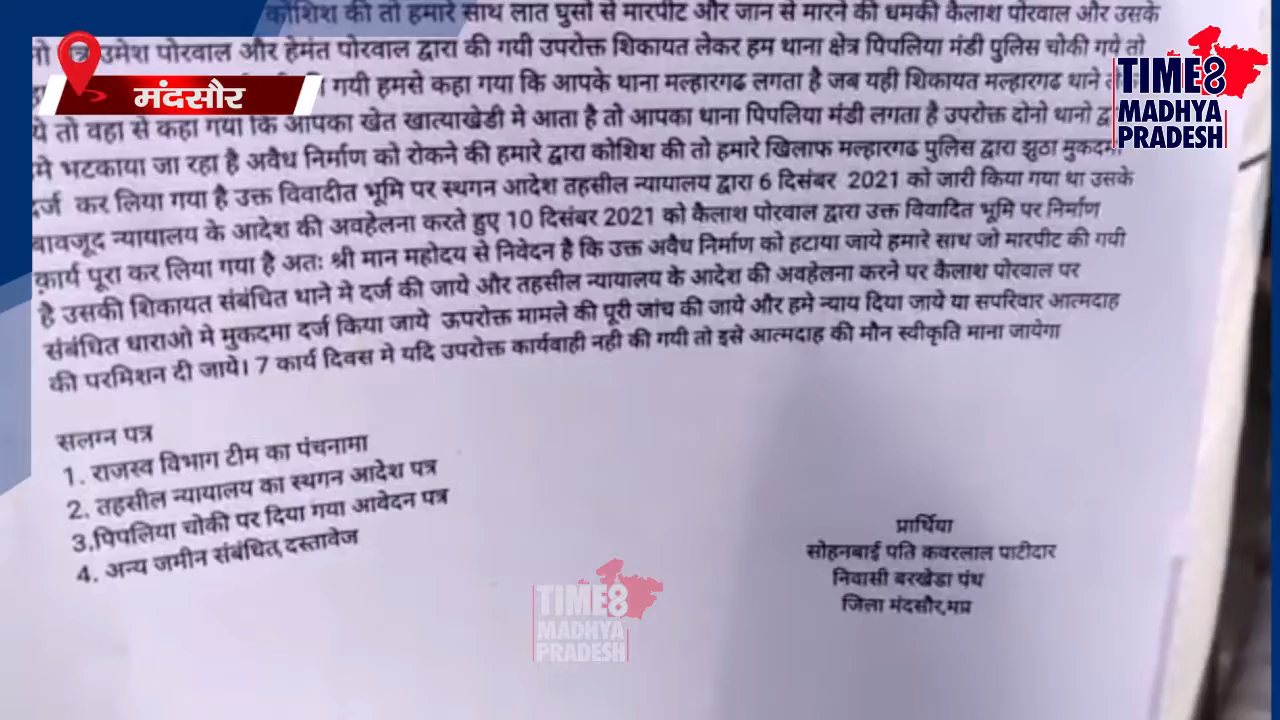 कोशिश की तो हमारे साथ लात घुसो से मारपीट और जान से मारने की धमकी कैलाश पोरवाल और उसके
उमेश पोरवाल और हेमंत पोरवाल द्वारा की गयी उपरोक्त शिकायत लेकर हम थाना क्षेत्र पिपलिया मंडी पुलिस चोकी गये तो
गयी हमसे कहा गया कि आपके थाना मल्हारगढ लगता है जब यही शिकायत मल्हारगढ थाने
तो वहा से कहा गया कि आपका खेत खात्याखेडी मे आता है तो आपका थाना पिपलिया मंडी लगता है उपरोक्त दोनो थानो
भटकाया जा रहा है अवैध निर्माण को रोकने की हमारे द्वारा कोशिश की तो हमारे खिलाफ मल्हारगढ पुलिस द्वारा झुठा मुकदमा
दर्ज कर लिया गया है उक्त विवादीत भूमि पर स्थगन आदेश तहसील न्यायालय द्वारा 6 दिसंबर 2021 को जारी किया गया था उसके
बावजूद न्यायालय के आदेश की अवहेलना करते हुए 10 दिसंबर 2021 को कैलाश पोरवाल द्वारा उक्त विवादित भूमि पर निर्माण
कार्य पूरा कर लिया गया है अतः श्री मान महोदय से निवेदन है कि उक्त अवैध निर्माण को हटाया जाये हमारे साथ जो मारपीट की गयी
है उसकी शिकायत संबंधित थाने मे दर्ज की जाये और तहसील न्यायालय के आदेश की अवहेलना करने पर कैलाश पोरवाल पर
संबंधित धाराओ मे मुकदमा दर्ज किया जाये ऊपरोक्त मामले की पूरी जांच की जाये और हमे न्याय दिया जाये या सपरिवार आत्मदाह
की परमिशन दी जाये। 7 कार्य दिवस मे यदि उपरोक्त कार्यवाही नही की गयी तो इसे आत्मदाह की मौन स्वीकृति माना जायेगा
सलग्न पत्र
1. राजस्व विभाग टीम का पंचनामा
2. तहसील न्यायालय का स्थगन आदेश पत्र
3.पिपलिया चोकी पर दिया गया आवेदन पत्र
4. अन्य जमीन संबंधित,दस्तावेज
प्रार्थिया
सोहनबाई पति कवरलाल पाटीदार
निवासी बरखेडा पंथ
जिला मंदसौर,मप्र
मंदसौर
TIME8
MADHYA
PRADESH
TIME8
MADHYA
PRADESH